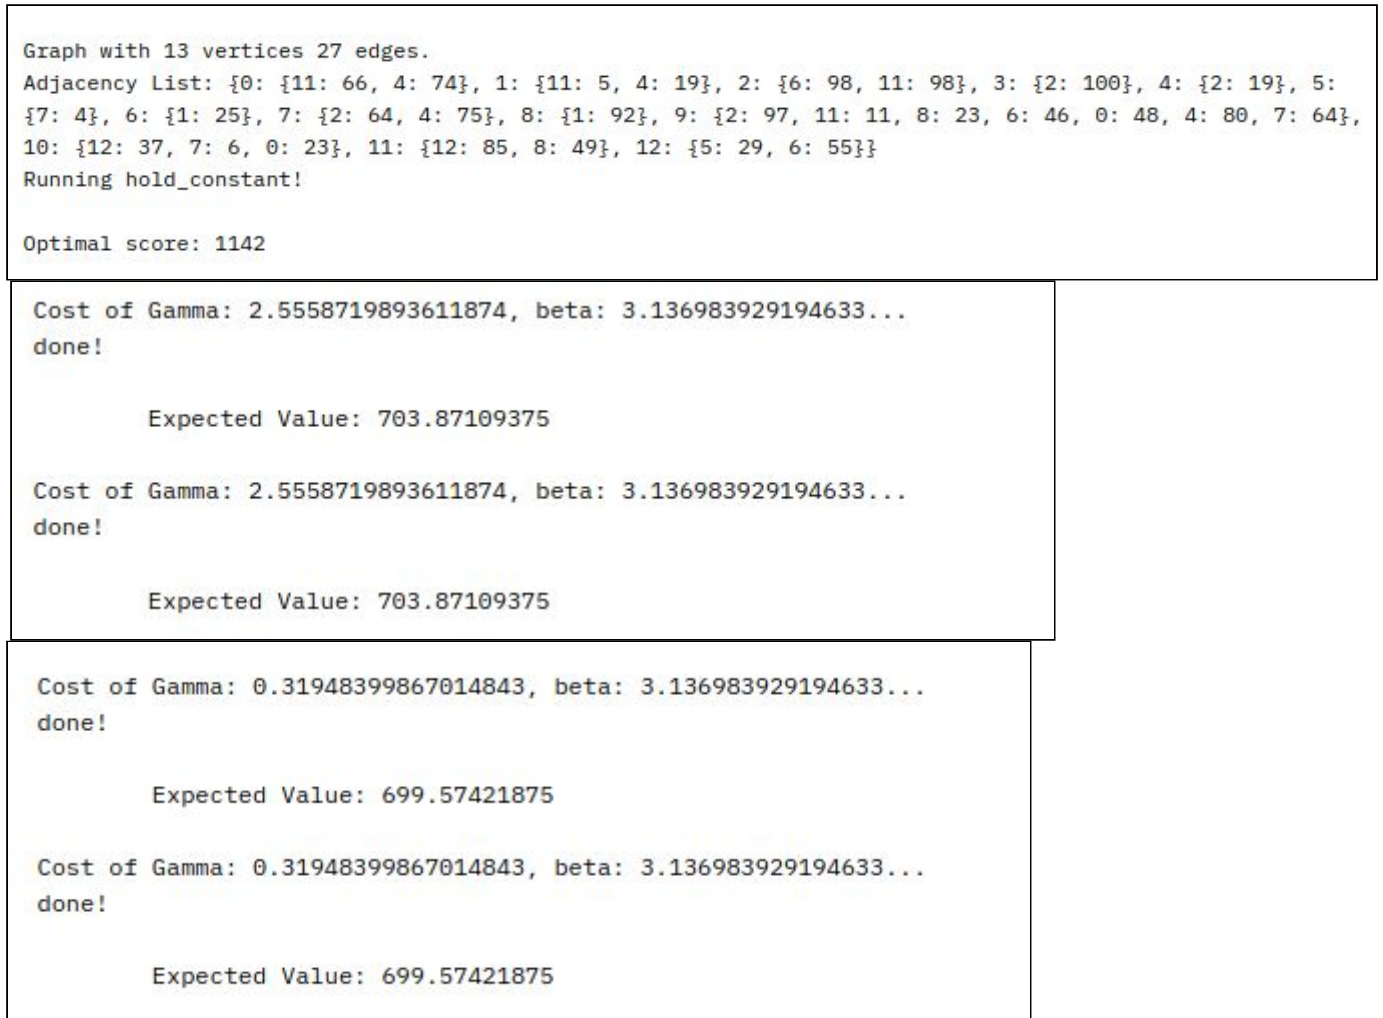 Graph with 13 vertices 27 edges.
Adjacency List: {0: {11: 66, 4: 74}, 1: {11: 5, 4: 19}, 2: {6: 98, 11: 98}, 3: {2: 100}, 4: {2: 19}, 5:
{7: 4}, 6: {1: 25}, 7: {2: 64, 4: 75}, 8: {1: 92}, 9: {2: 97, 11: 11, 8: 23, 6: 46, 0: 48, 4: 80, 7: 64},
10: {12: 37, 7: 6, 0: 23}, 11: {12: 85, 8: 49}, 12: {5: 29, 6: 55}}
Running hold_constant!
Optimal score: 1142
Cost of Gamma: 2.5558719893611874, beta: 3.136983929194633...
done!
Expected Value: 703.87109375
Cost of Gamma: 2.5558719893611874, beta: 3.136983929194633...
done!
Expected Value: 703.87109375
Cost of Gamma: 0.31948399867014843, beta: 3.136983929194633...
done!
Expected Value: 699.57421875
Cost of Gamma: 0.31948399867014843, beta: 3.136983929194633...
done!
Expected Value: 699.57421875